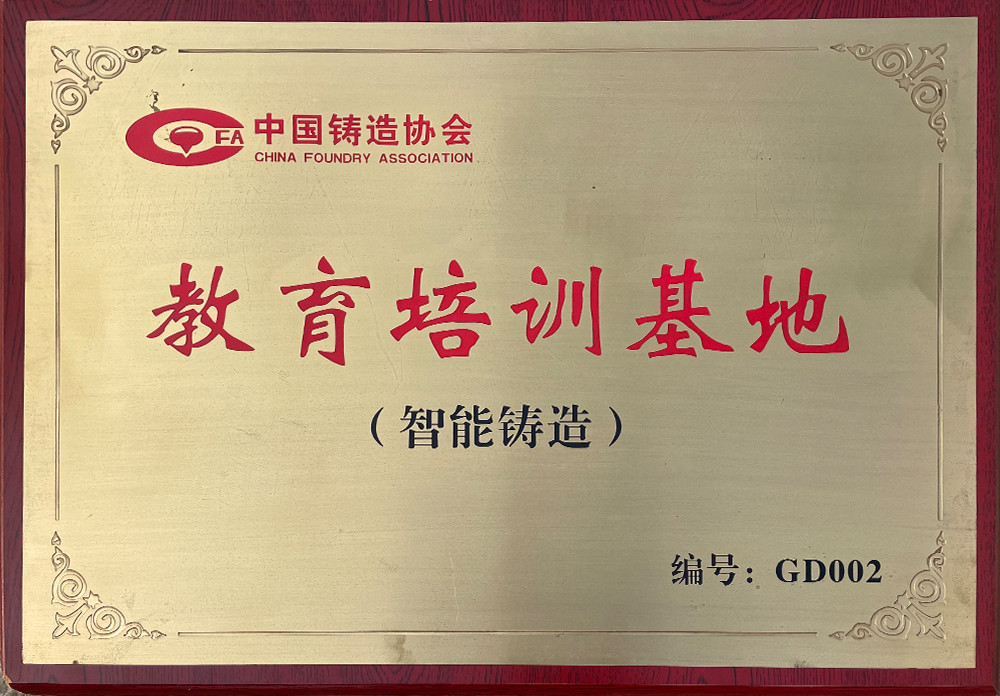 FA 中国铸造协会
CHINA FOUNDRY ASSOCIATION
教育培训基地
（智能铸造）
编号：GD002